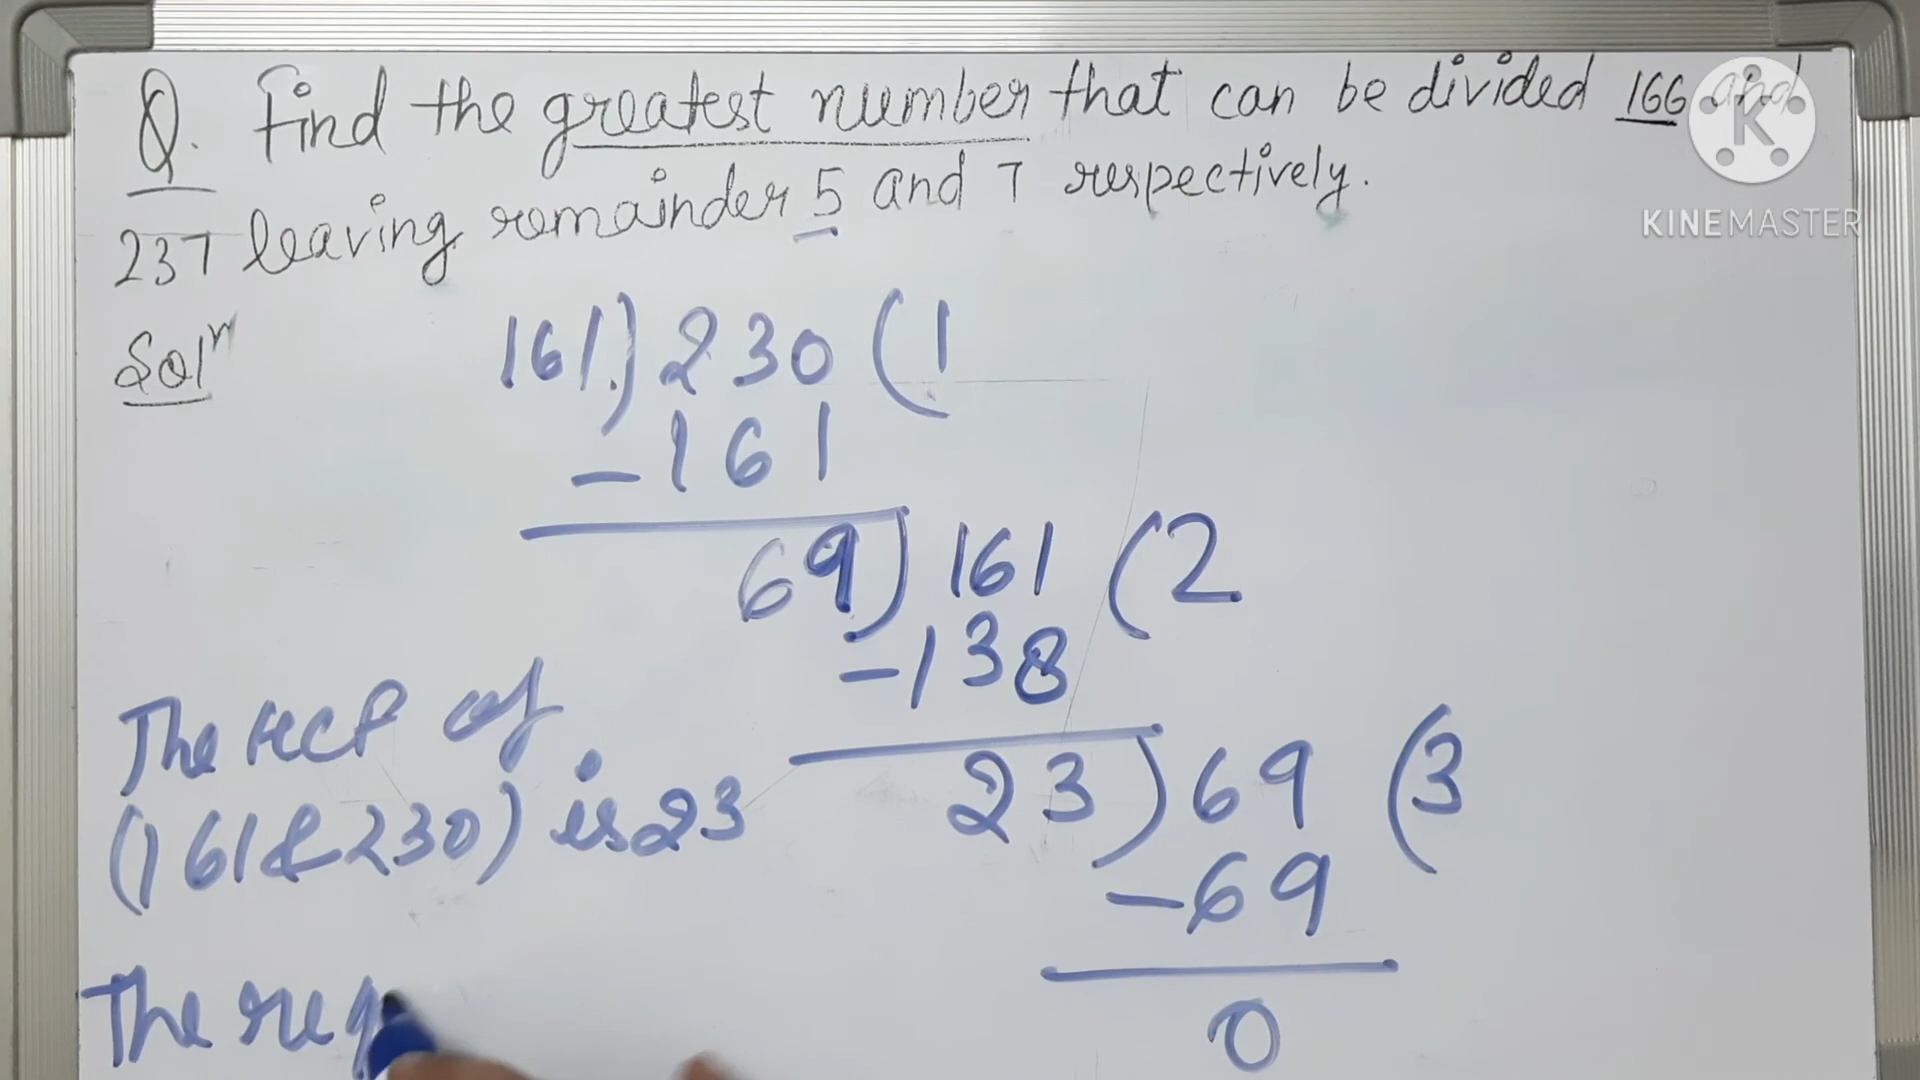 Q. Find the greatest number that can be divided 166 and
237 leaving remainder 5 and 7 respectively.
K
KINEMASTER
Solⁿ
161.) 230 ( 1
- 161
69 ) 161 ( 2
- 138
23 ) 69 ( 3
- 69
0
The HCF of
(161 & 230) is 23
The req